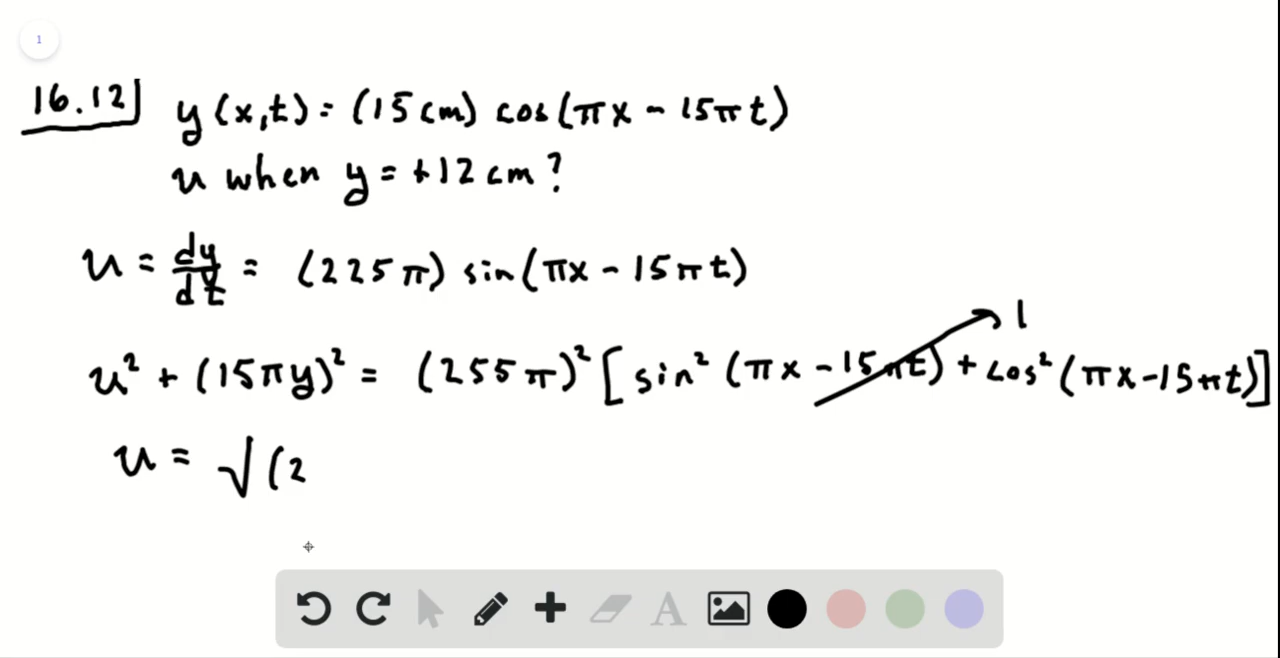 1
16.12] y(x,t) = (15 cm) cos(πx - 15πt)
u when y = +12 cm?
u = dy/dt = (225π) sin(πx - 15πt)
u² + (15πy)² = (255π)² [sin² (πx - 15πt) + cos² (πx - 15πt)] 1
u = √(2
A